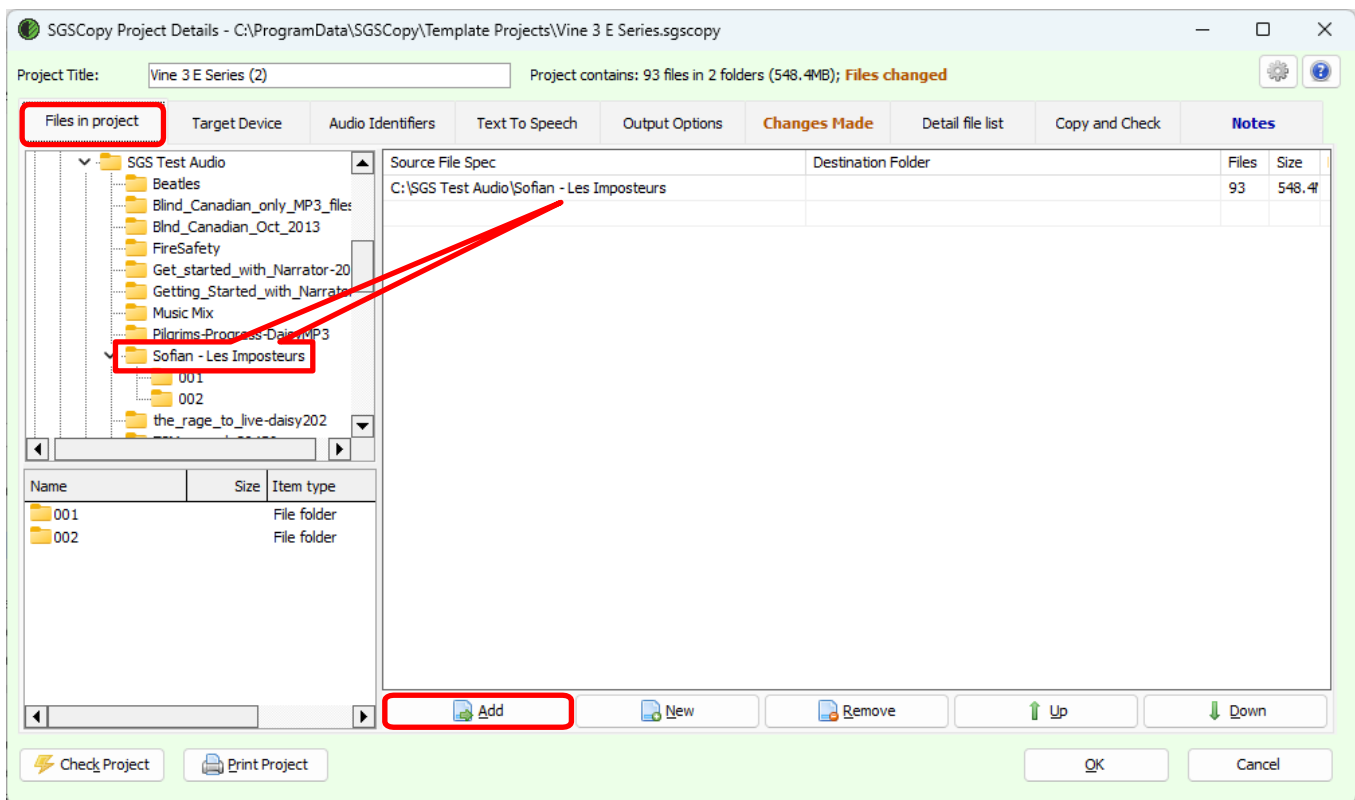 SGSCopy Project Details - C:\ProgramData\SGSCopy\Template Projects\Vine 3 E Series.sgscopy
Project Title: Vine 3 E Series (2) Project contains: 93 files in 2 folders (548.4MB); Files changed
Files in project Target Device Audio Identifiers Text To Speech Output Options Changes Made Detail file list Copy and Check Notes
SGS Test Audio
Beatles
Blind_Canadian_only_MP3_files
Blnd_Canadian_Oct_2013
FireSafety
Get_started_with_Narrator-20
Getting_Started_with_Narrato
Music Mix
Pilgrims-Progress-DaisyMP3
Sofian - Les Imposteurs
001
002
the_rage_to_live-daisy202
Name Size Item type
001 File folder
002 File folder
Source File Spec Destination Folder Files Size
C:\SGS Test Audio\Sofian - Les Imposteurs 93 548.4
Add New Remove Up Down
Check Project Print Project OK Cancel